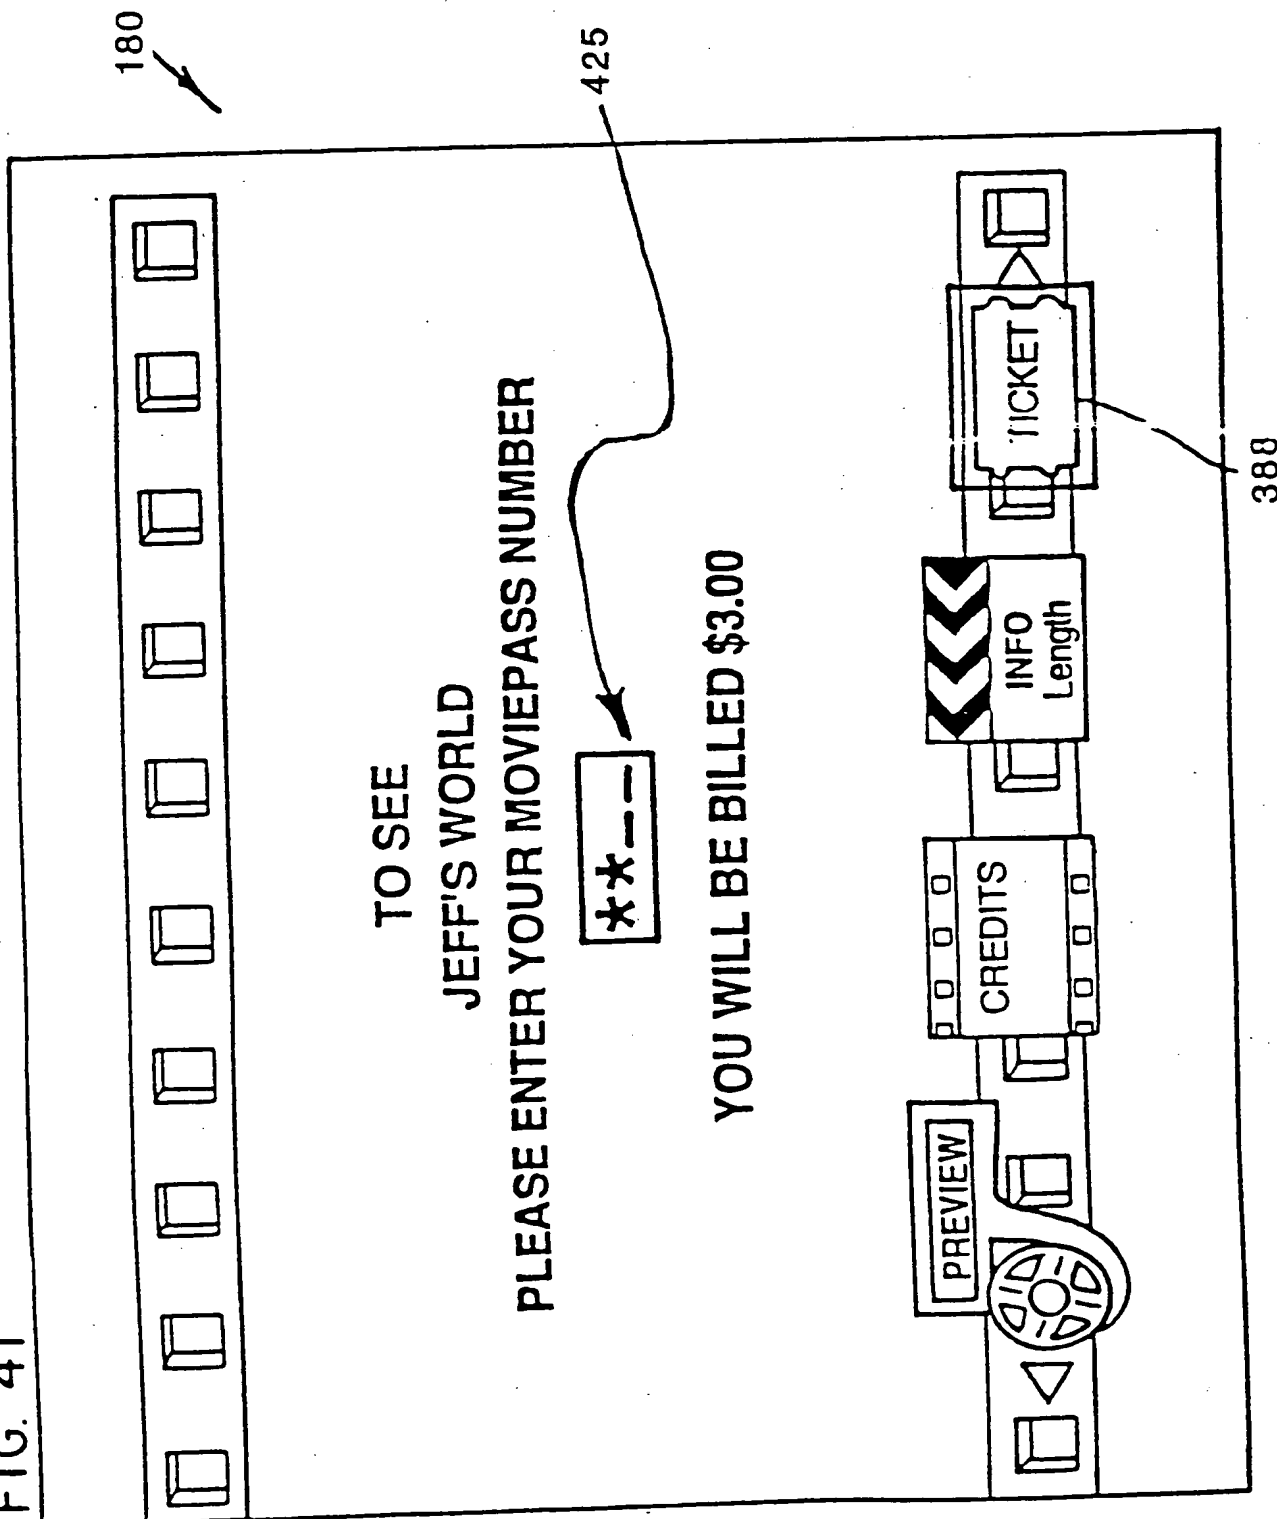 FIG. 41
180
425
TO SEE
JEFF'S WORLD
PLEASE ENTER YOUR MOVIEPASS NUMBER
**--
YOU WILL BE BILLED $3.00
PREVIEW
CREDITS
INFO
Length
TICKET
388